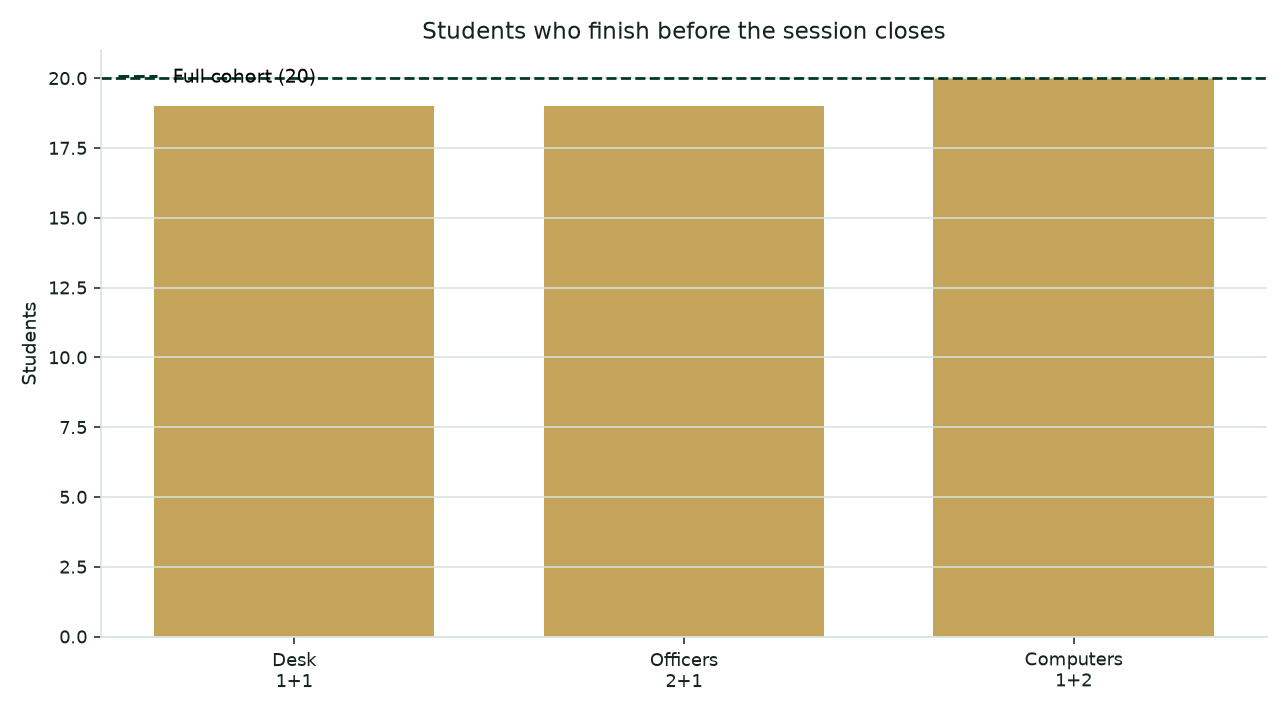 Students who finish before the session closes
Full cohort (20)
20.0
17.5
15.0
12.5
10.0
7.5
5.0
2.5
0.0
Students
Desk
1+1
Officers
2+1
Computers
1+2